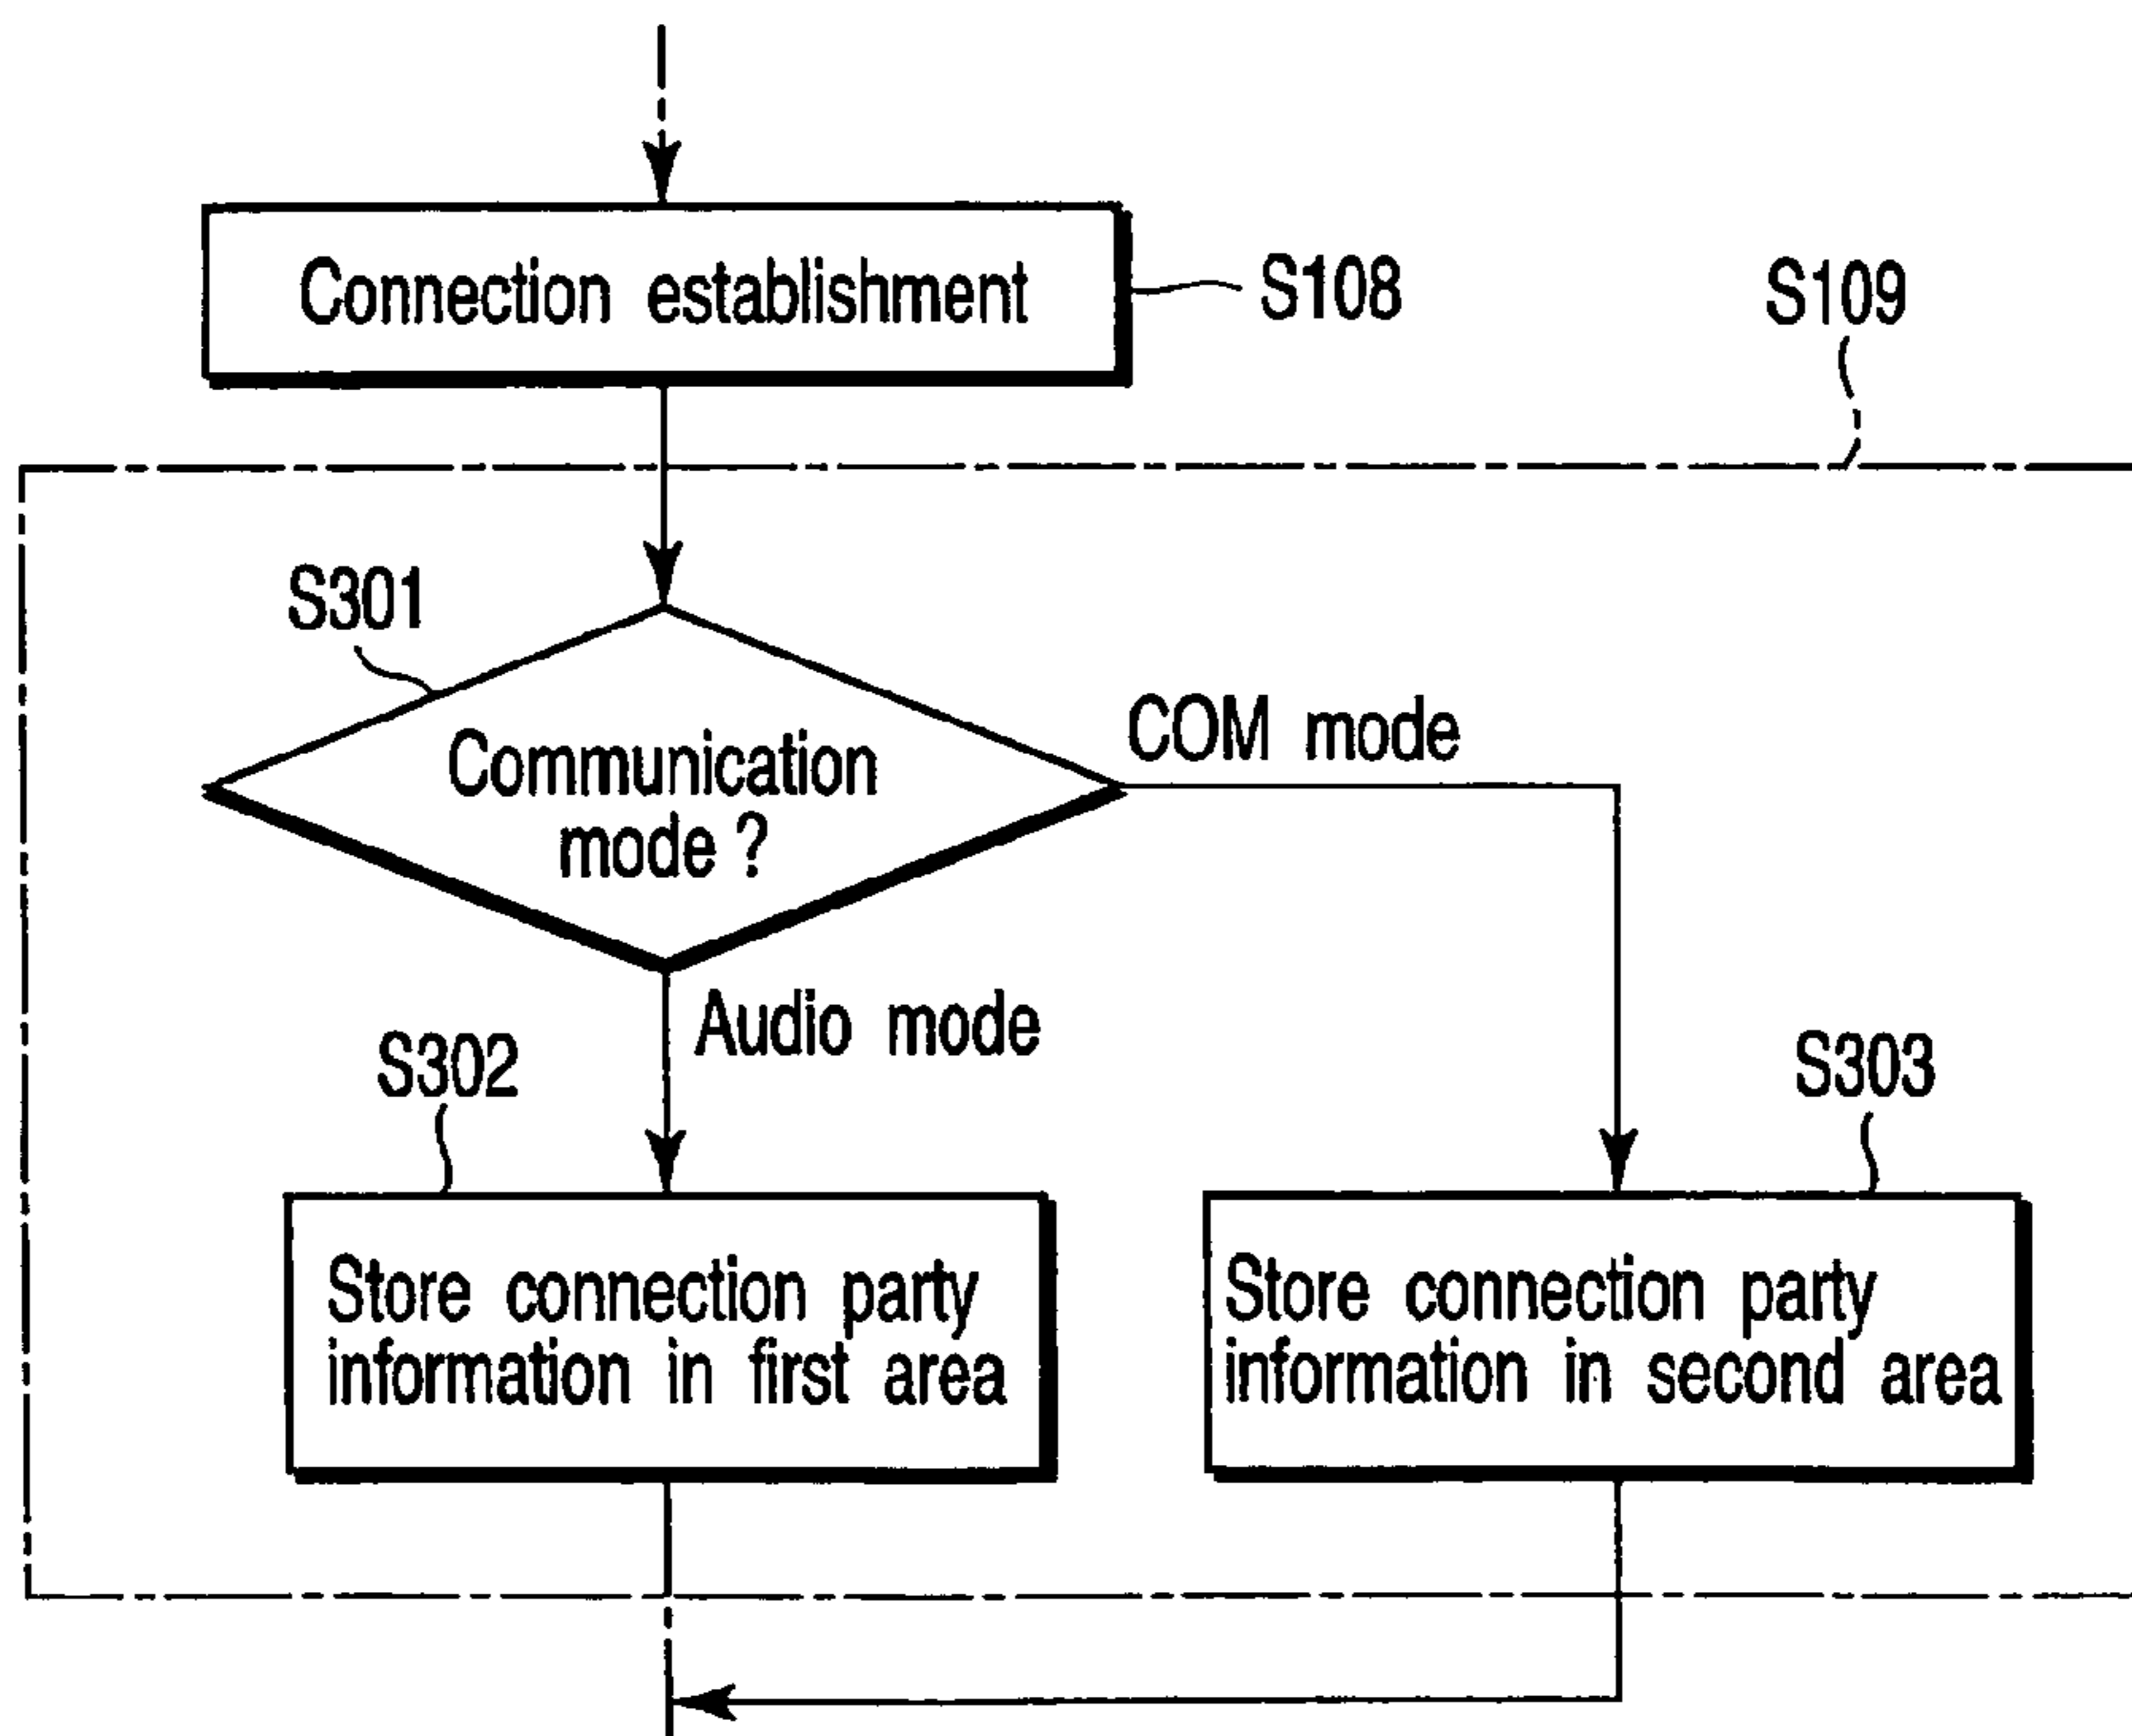 Connection establishment
S108
S109
S301
Communication
mode ?
COM mode
Audio mode
S302
S303
Store connection party
information in first area
Store connection party
information in second area